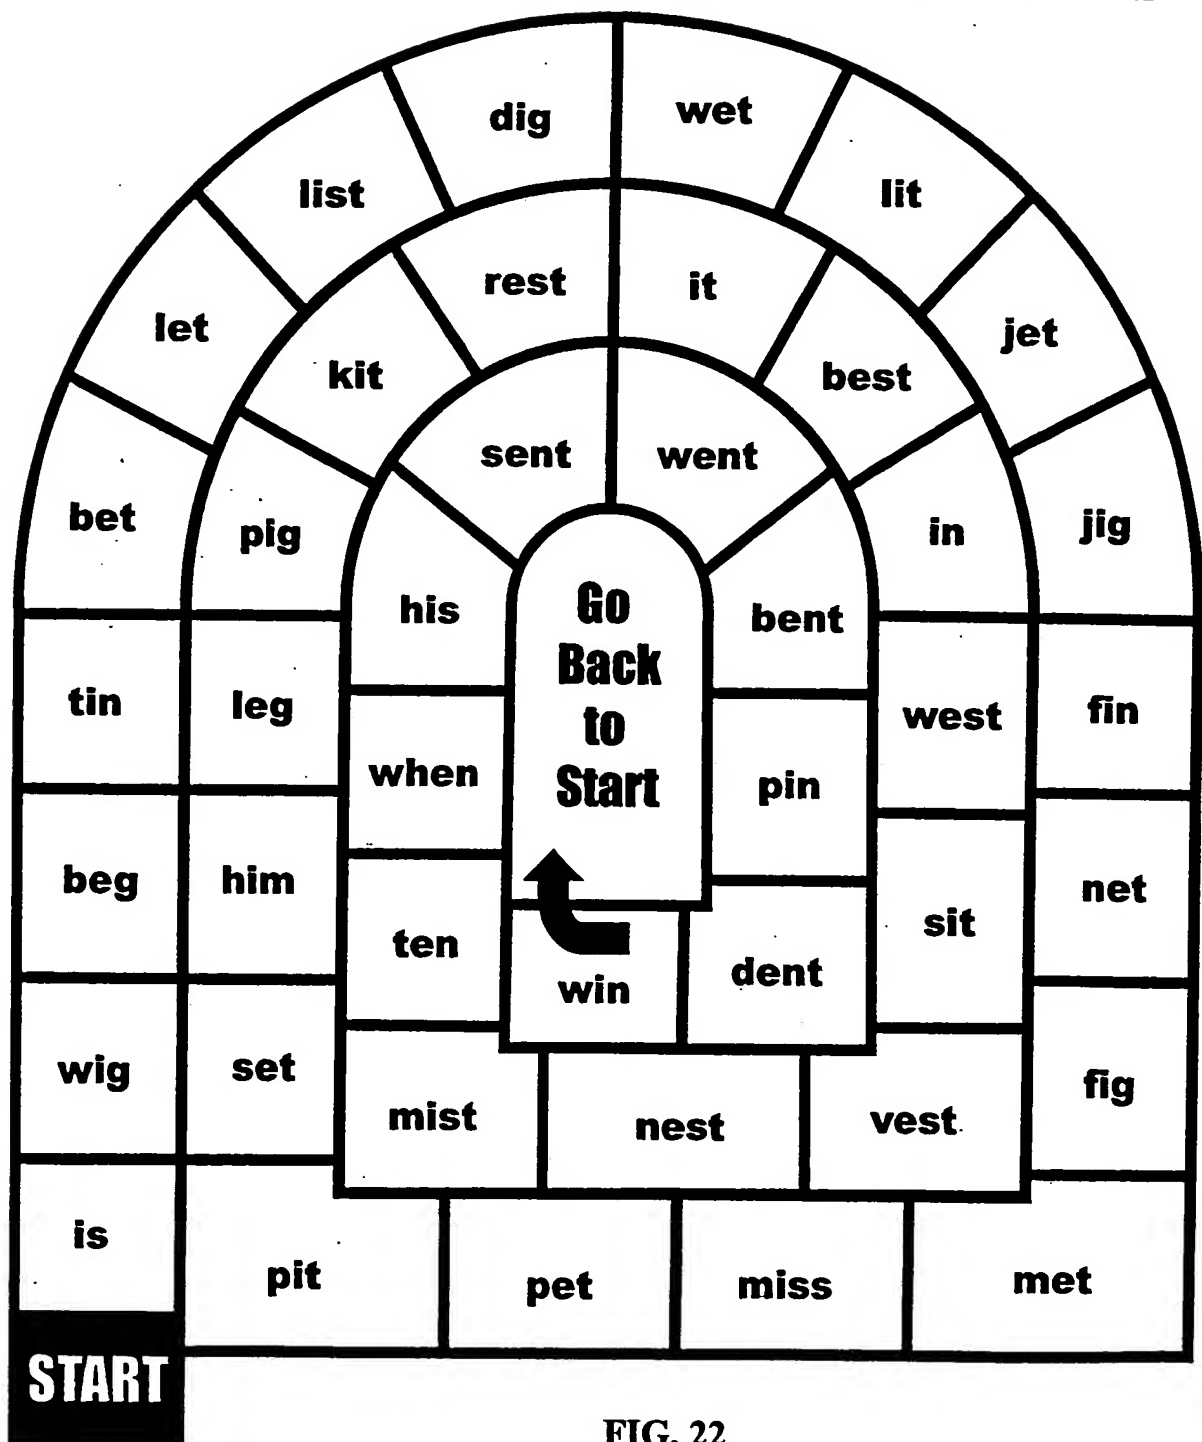 START
is
wig
beg
tin
bet
let
list
dig
wet
lit
jet
jig
fin
net
fig
met
miss
pet
pit
set
him
leg
pig
kit
rest
it
best
in
west
sit
vest
nest
mist
ten
when
his
sent
went
bent
pin
dent
win
Go
Back
to
Start
FIG. 22